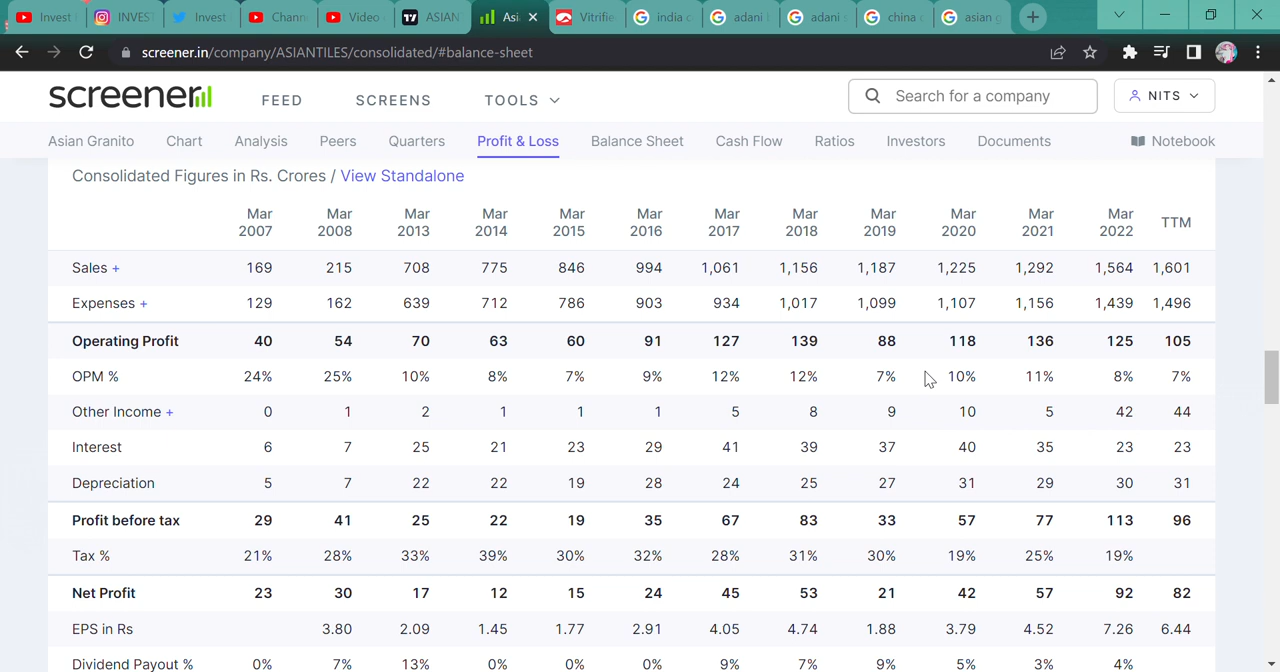 Invest INVEST Invest Chann Video ASIAN Asi Vitrifie india c adani adani s china c asian g
screener.in/company/ASIANTILES/consolidated/#balance-sheet
screener FEED SCREENS TOOLS Search for a company NITS
Asian Granito Chart Analysis Peers Quarters Profit & Loss Balance Sheet Cash Flow Ratios Investors Documents Notebook
Consolidated Figures in Rs. Crores / View Standalone
Mar Mar Mar Mar Mar Mar Mar Mar Mar Mar Mar Mar TTM
2007 2008 2013 2014 2015 2016 2017 2018 2019 2020 2021 2022
Sales + 169 215 708 775 846 994 1,061 1,156 1,187 1,225 1,292 1,564 1,601
Expenses + 129 162 639 712 786 903 934 1,017 1,099 1,107 1,156 1,439 1,496
Operating Profit 40 54 70 63 60 91 127 139 88 118 136 125 105
OPM % 24% 25% 10% 8% 7% 9% 12% 12% 7% 10% 11% 8% 7%
Other Income + 0 1 2 1 1 1 5 8 9 10 5 42 44
Interest 6 7 25 21 23 29 41 39 37 40 35 23 23
Depreciation 5 7 22 22 19 28 24 25 27 31 29 30 31
Profit before tax 29 41 25 22 19 35 67 83 33 57 77 113 96
Tax % 21% 28% 33% 39% 30% 32% 28% 31% 30% 19% 25% 19%
Net Profit 23 30 17 12 15 24 45 53 21 42 57 92 82
EPS in Rs 3.80 2.09 1.45 1.77 2.91 4.05 4.74 1.88 3.79 4.52 7.26 6.44
Dividend Payout % 0% 7% 13% 0% 0% 0% 9% 7% 9% 5% 3% 4%